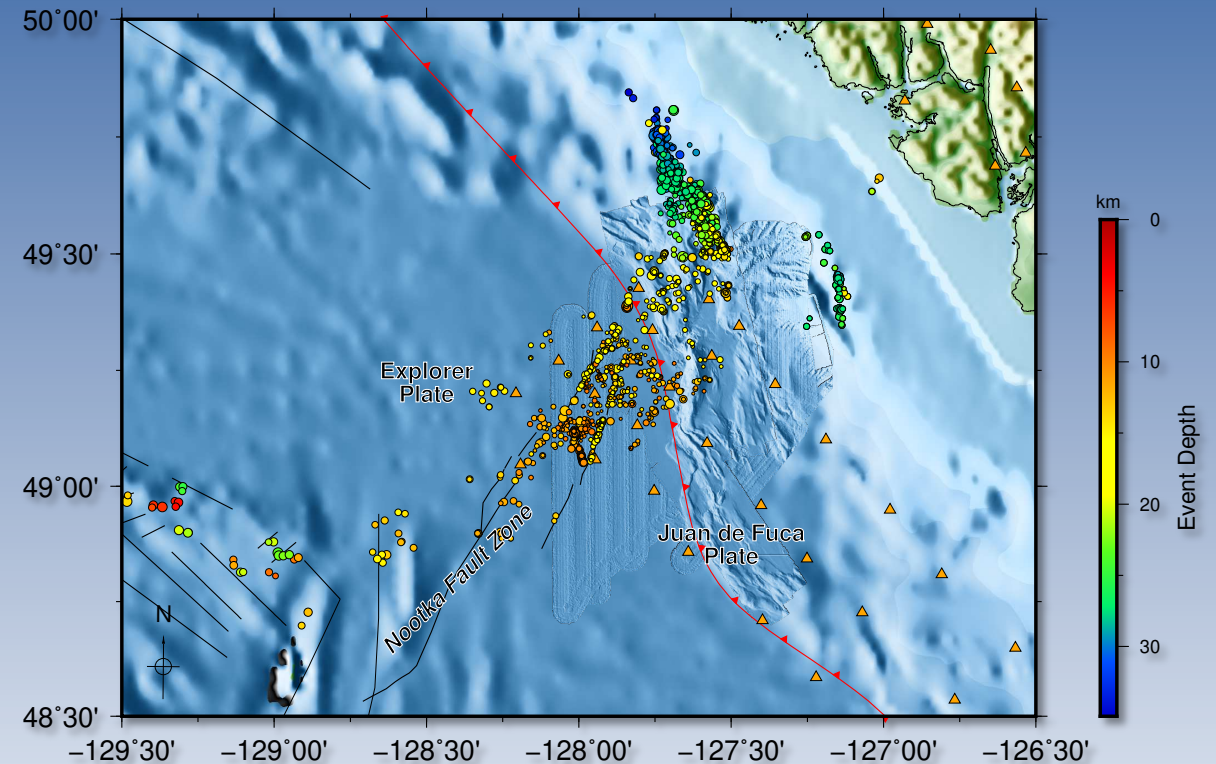 50°00'
49°30'
49°00'
48°30'
−129°30'
−129°00'
−128°30'
−128°00'
−127°30'
−127°00'
−126°30'
Explorer
Plate
Juan de Fuca
Plate
Nootka Fault Zone
N
km
0
10
20
30
Event Depth